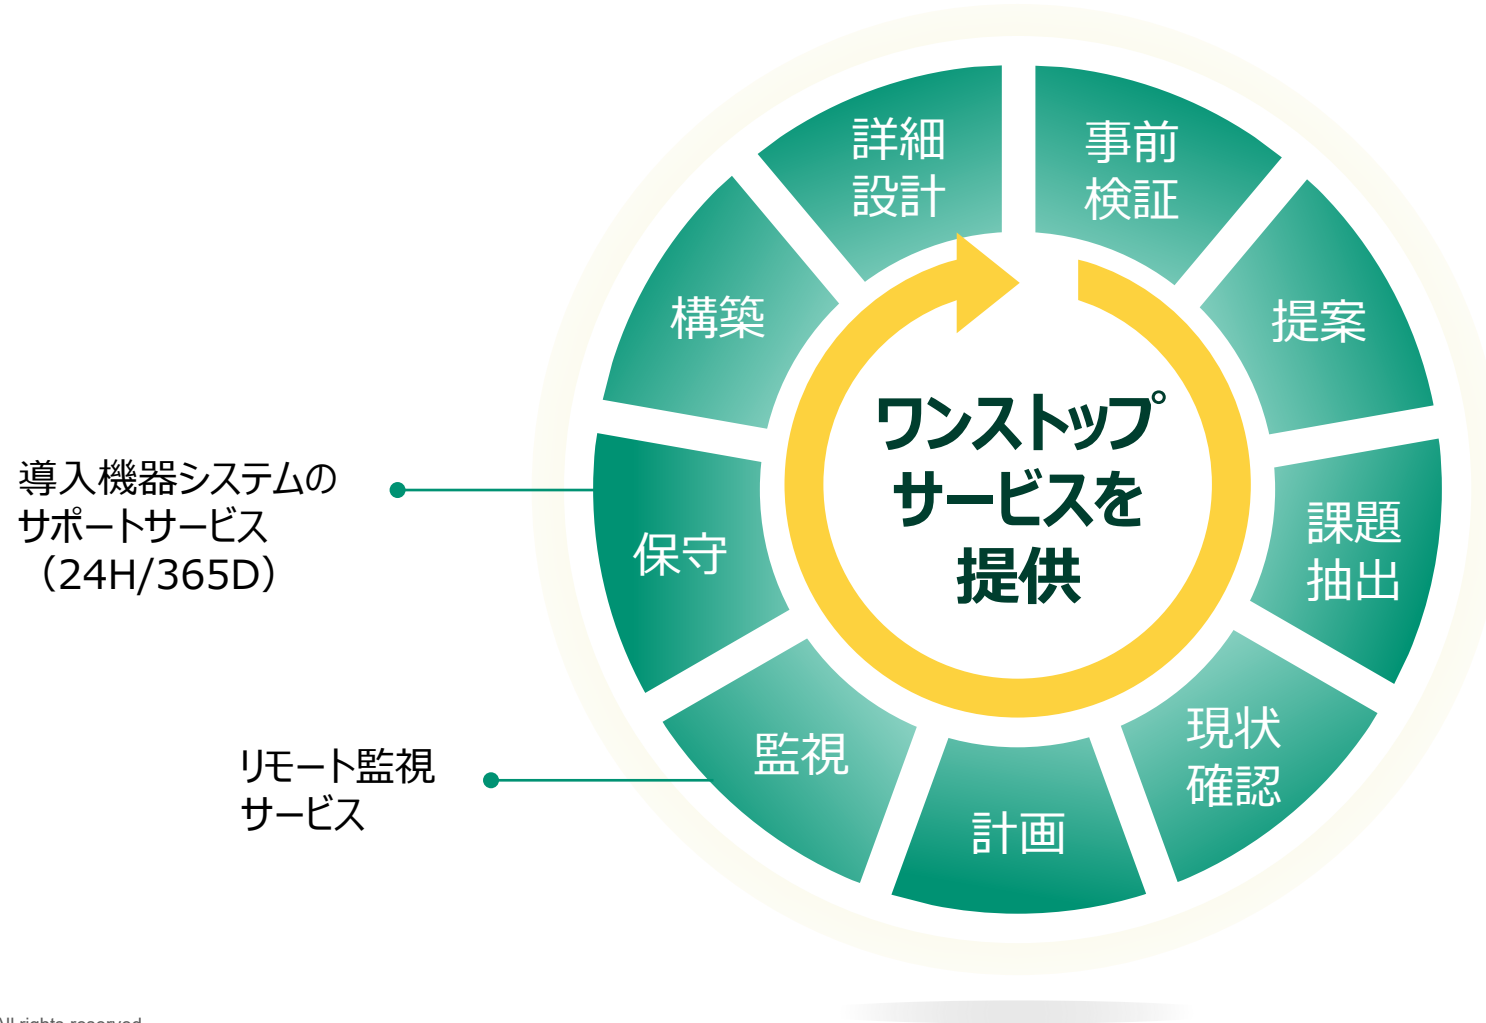 詳細
設計
事前
検証
構築
提案
ワンストップ
サービスを
提供
導入機器システムの
サポートサービス
（24H/365D）
保守
課題
抽出
リモート監視
サービス
監視
現状
確認
計画
All rights reserved